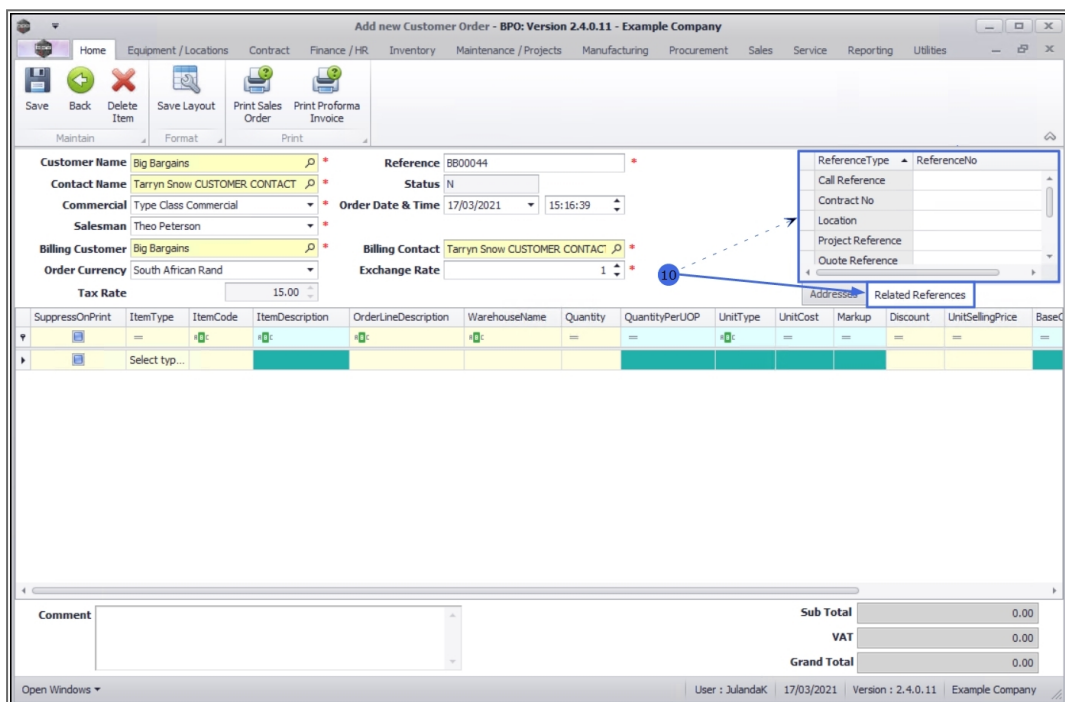 Add new Customer Order - BPO: Version 2.4.0.11 - Example Company
Home Equipment / Locations Contract Finance / HR Inventory Maintenance / Projects Manufacturing Procurement Sales Service Reporting Utilities
Save Back Delete Item Save Layout Print Sales Order Print Proforma Invoice
Maintain Format Print
Customer Name Big Bargains * Reference BB00044 *
Contact Name Tarryn Snow CUSTOMER CONTACT * Status N
Commercial Type Class Commercial * Order Date & Time 17/03/2021 15:16:39
Salesman Theo Peterson *
Billing Customer Big Bargains * Billing Contact Tarryn Snow CUSTOMER CONTAC *
Order Currency South African Rand Exchange Rate 1 *
Tax Rate 15.00
ReferenceType ReferenceNo
Call Reference
Contract No
Location
Project Reference
Quote Reference
10
Addresses Related References
SuppressOnPrint ItemType ItemCode ItemDescription OrderLineDescription WarehouseName Quantity QuantityPerUOP UnitType UnitCost Markup Discount UnitSellingPrice BaseC
= = = = = = = =
Select typ...
Comment
Sub Total 0.00
VAT 0.00
Grand Total 0.00
Open Windows User : JulandaK 17/03/2021 Version : 2.4.0.11 Example Company